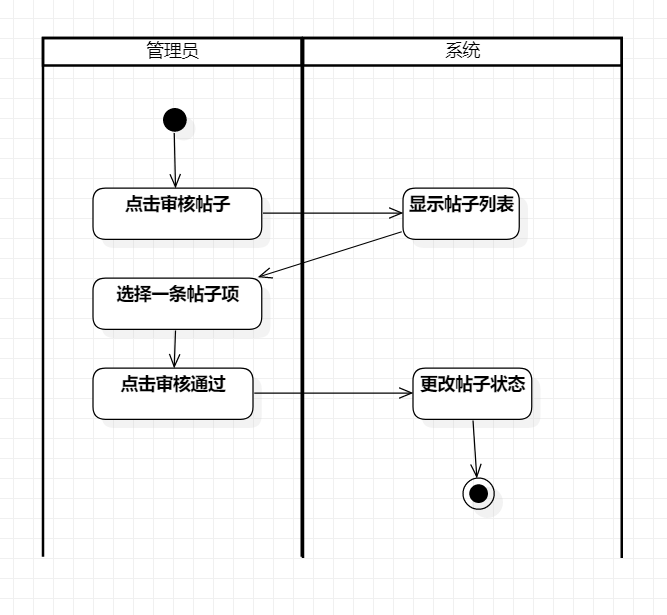 管理员
系统
点击审核帖子
显示帖子列表
选择一条帖子项
点击审核通过
更改帖子状态